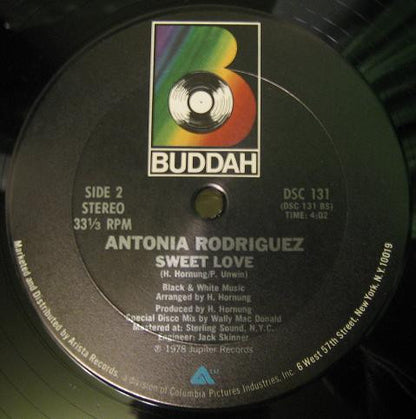 BUDDAH
SIDE 2
STEREO
33⅓ RPM
DSC 131
(DSC 131 BS)
TIME: 4:02
ANTONIA RODRIGUEZ
SWEET LOVE
(H. Hornung/P. Unwin)
Black & White Music
Arranged by H. Hornung
Produced by H. Hornung
Special Disco Mix by Wally Mac Donald
Mastered at: Sterling Sound, N.Y.C.
Engineer: Jack Skinner
℗ 1978 Jupiter Records
Marketed and Distributed by Arista Records, a division of Columbia Pictures Industries, Inc. 6 West 57th Street, New York, N.Y. 10019